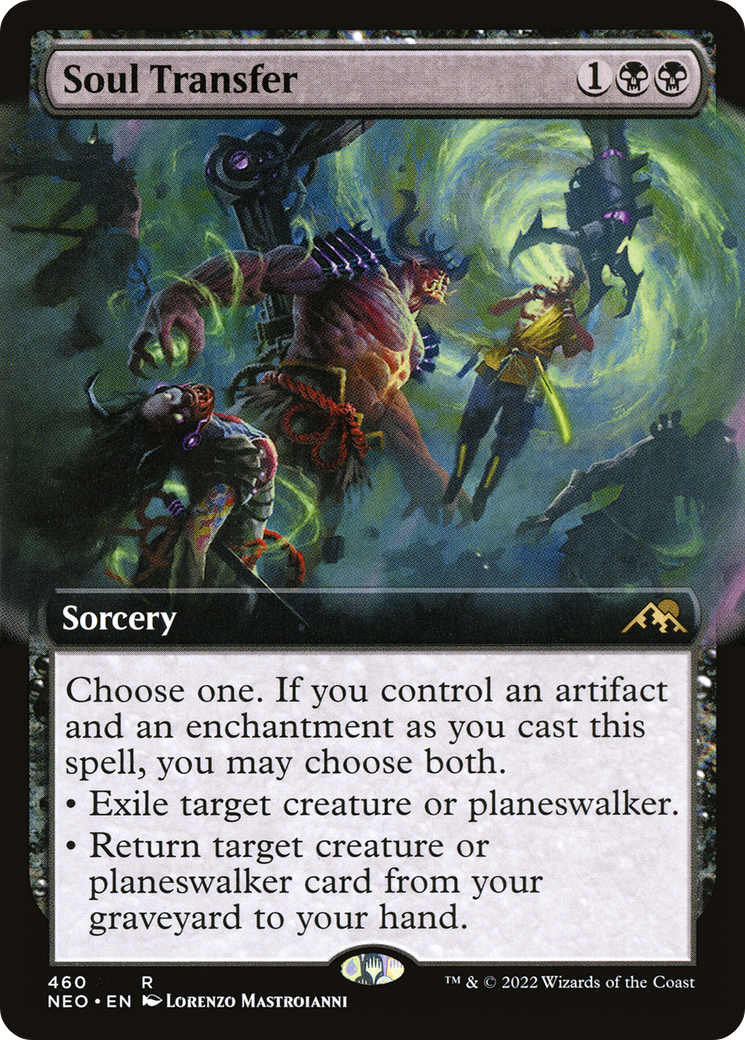 Soul Transfer 1
Sorcery
Choose one. If you control an artifact
and an enchantment as you cast this
spell, you may choose both.
• Exile target creature or planeswalker.
• Return target creature or
planeswalker card from your
graveyard to your hand.
460 R ™ & © 2022 Wizards of the Coast
NEO • EN Lorenzo Mastroianni